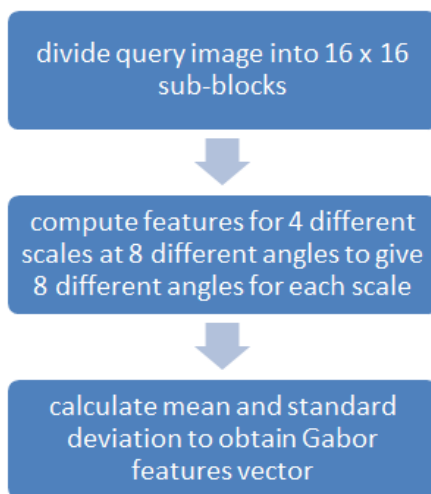 divide query image into 16 x 16
sub-blocks
compute features for 4 different
scales at 8 different angles to give
8 different angles for each scale
calculate mean and standard
deviation to obtain Gabor
features vector